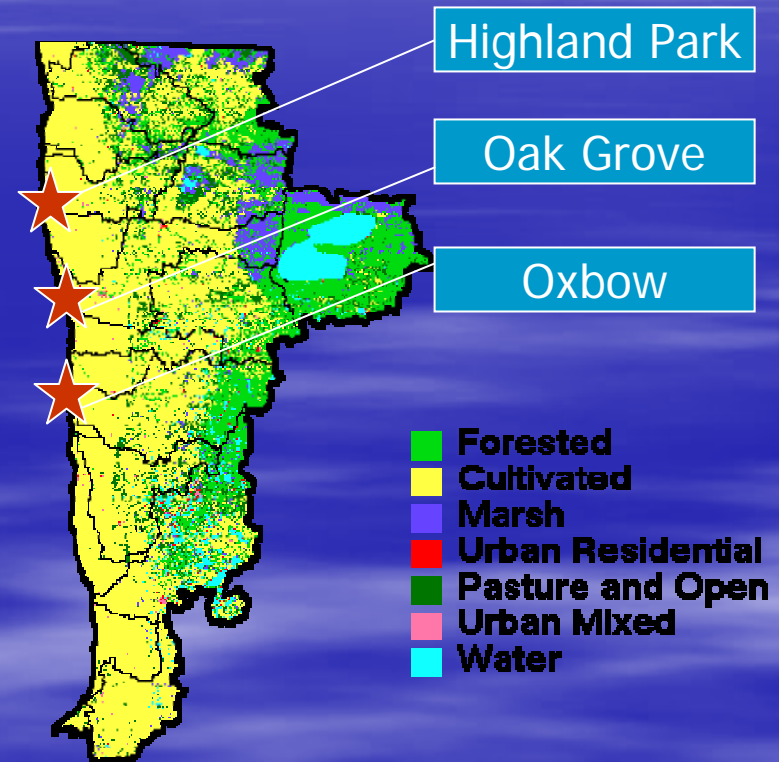 Highland Park
Oak Grove
Oxbow
Forested
Cultivated
Marsh
Urban Residential
Pasture and Open
Urban Mixed
Water